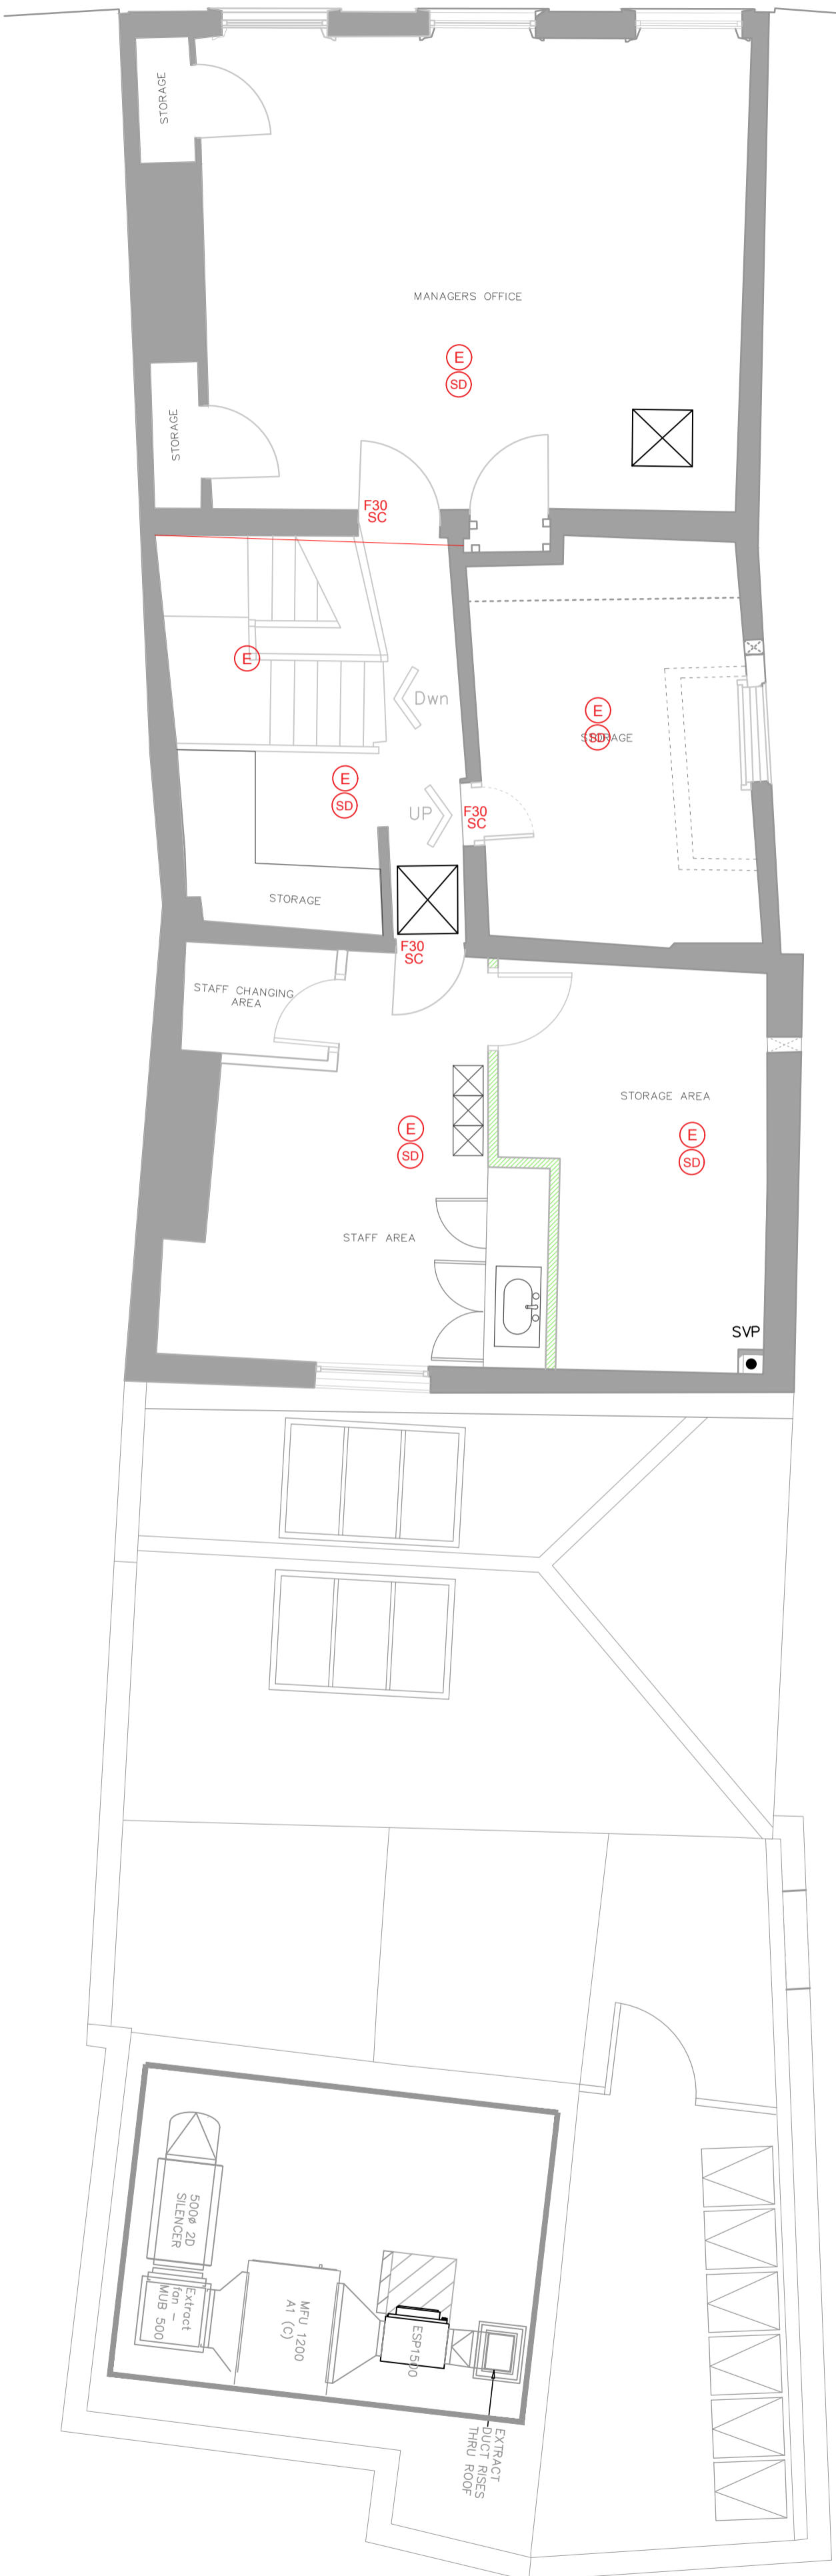 STORAGE
MANAGERS OFFICE
E
SD
STORAGE
F30
SC
E
Dwn
E
STORAGE
SD
E
SD
UP
F30
SC
STORAGE
F30
SC
STAFF CHANGING
AREA
STORAGE AREA
E
SD
E
SD
STAFF AREA
SVP
500ø 2D
SILENCER
Extract
fan –
MUB 500
MFU 1200
A1 (C)
ESP1500
EXTRACT
DUCT RISES
THRU ROOF